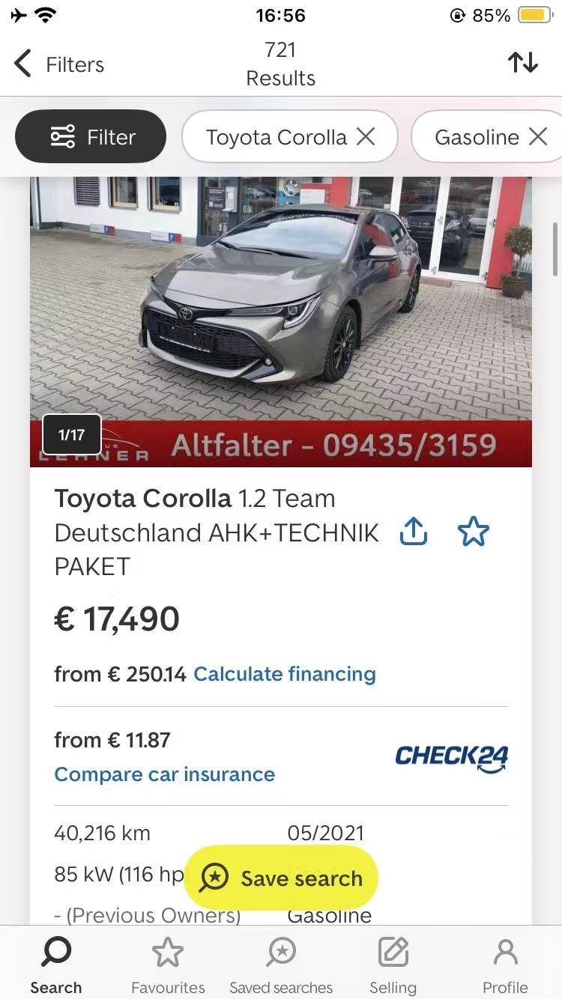 16:56
85%
Filters
721
Results
Filter
Toyota Corolla
Gasoline
1/17
LEHNER
Altfalter - 09435/3159
Toyota Corolla 1.2 Team
Deutschland AHK+TECHNIK
PAKET
€ 17,490
from € 250.14 Calculate financing
from € 11.87
CHECK24
Compare car insurance
40,216 km
05/2021
85 kW (116 hp
Save search
- (Previous Owners)
Gasoline
Search
Favourites
Saved searches
Selling
Profile